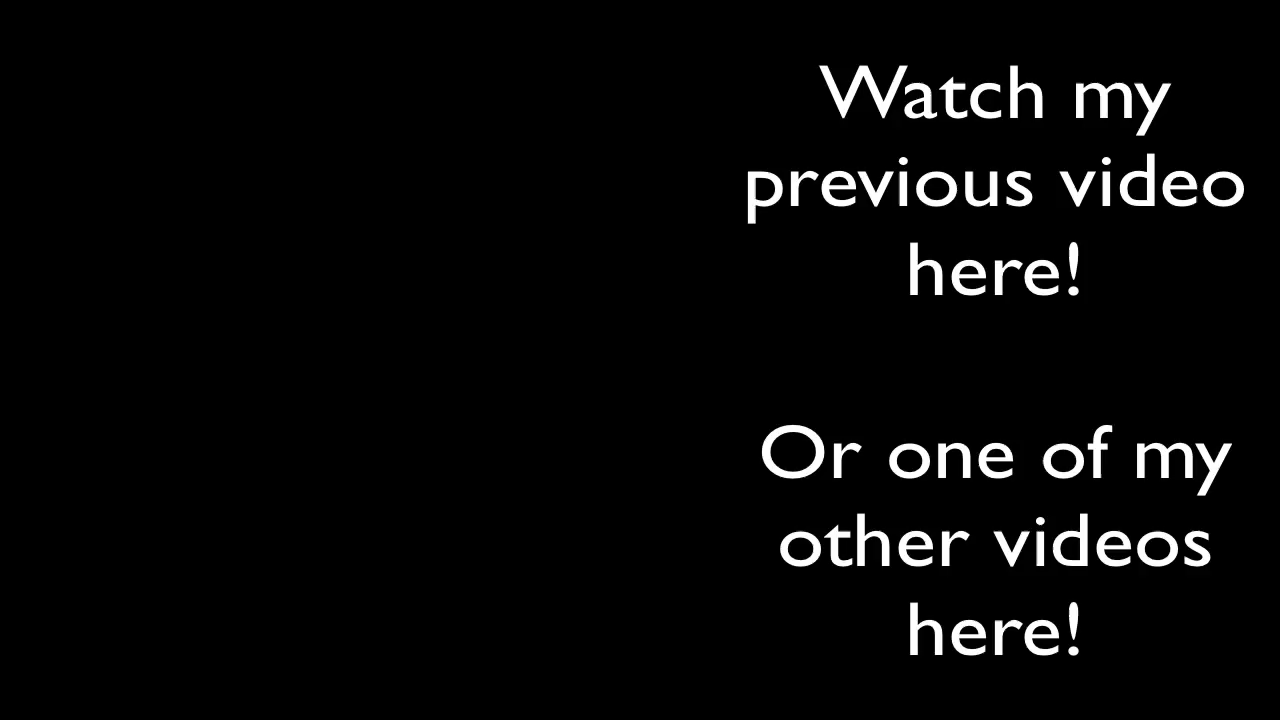 Watch my
previous video
here!
Or one of my
other videos
here!